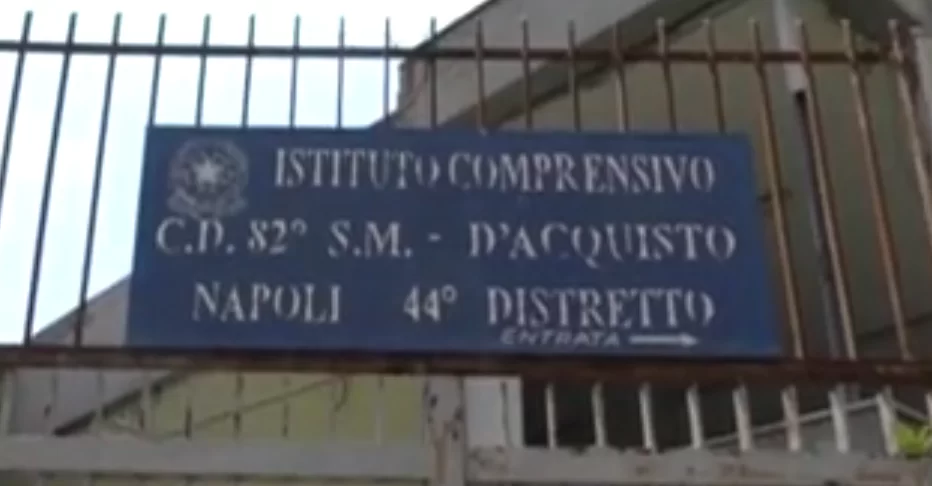 ISTITUTO COMPRENSIVO
C.D. 82° S.M. - D'ACQUISTO
NAPOLI 44° DISTRETTO
ENTRATA →